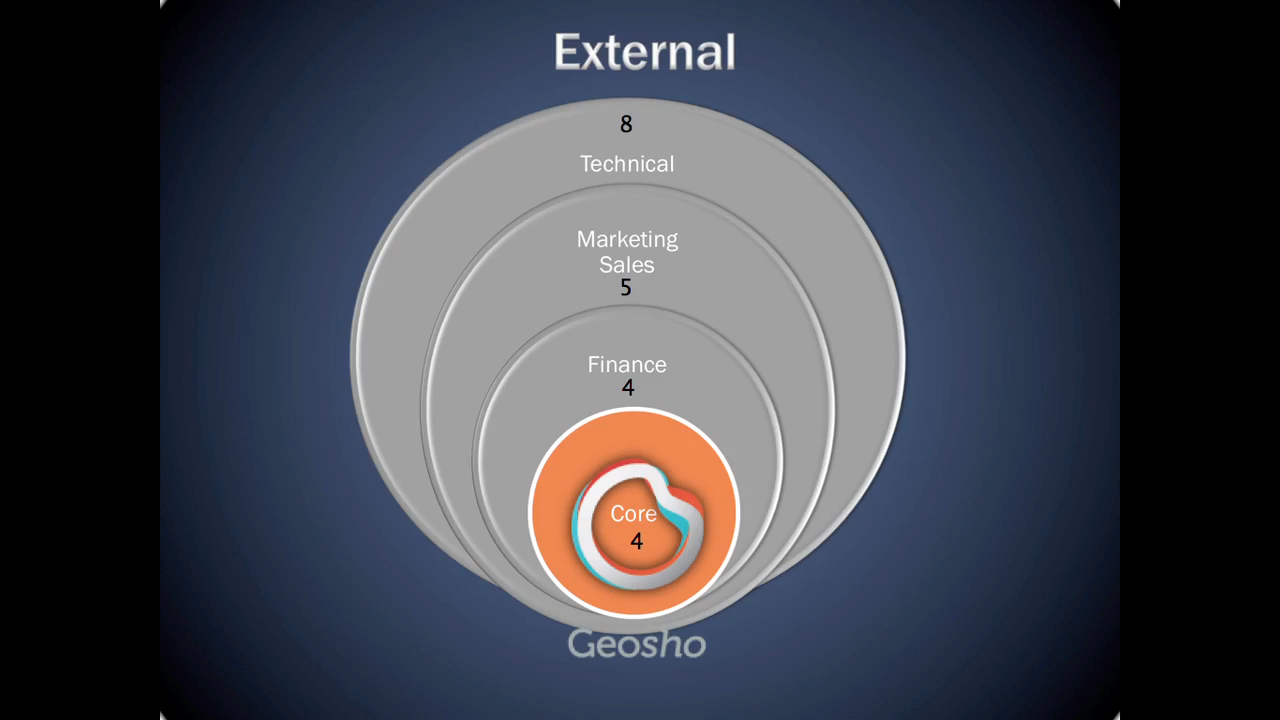 External
8
Technical
Marketing
Sales
5
Finance
4
Core
4
Geosho